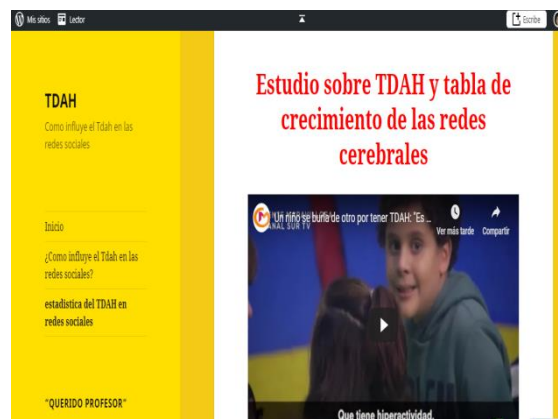 Mis sitios Lector Escribe
TDAH
Como influye el Tdah en las
redes sociales
Inicio
¿Como influye el Tdah en las
redes sociales?
estadistica del TDAH en
redes sociales
"QUERIDO PROFESOR"
Estudio sobre TDAH y tabla de
crecimiento de las redes
cerebrales
Un niño se burla de otro por tener TDAH: "Es ...
Ver más tarde Compartir
CANAL SUR TV
Que tiene hiperactividad.